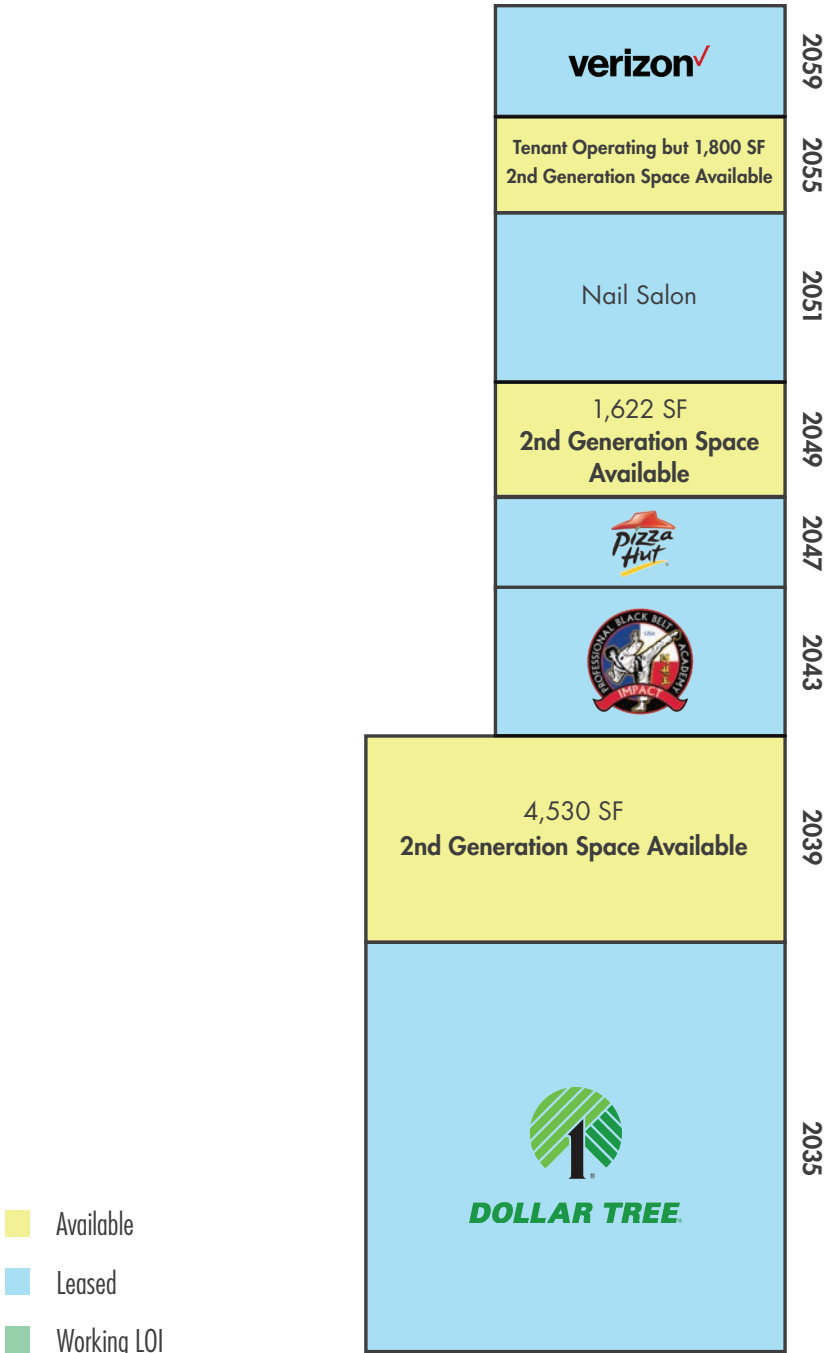 verizon
2059
Tenant Operating but 1,800 SF
2nd Generation Space Available
2055
Nail Salon
2051
1,622 SF
2nd Generation Space
Available
2049
Pizza
Hut
2047
PROFESSIONAL BLACK BELT ACADEMY
USA
IMPACT
2043
4,530 SF
2nd Generation Space Available
2039
1
DOLLAR TREE
2035
Available
Leased
Working LOI